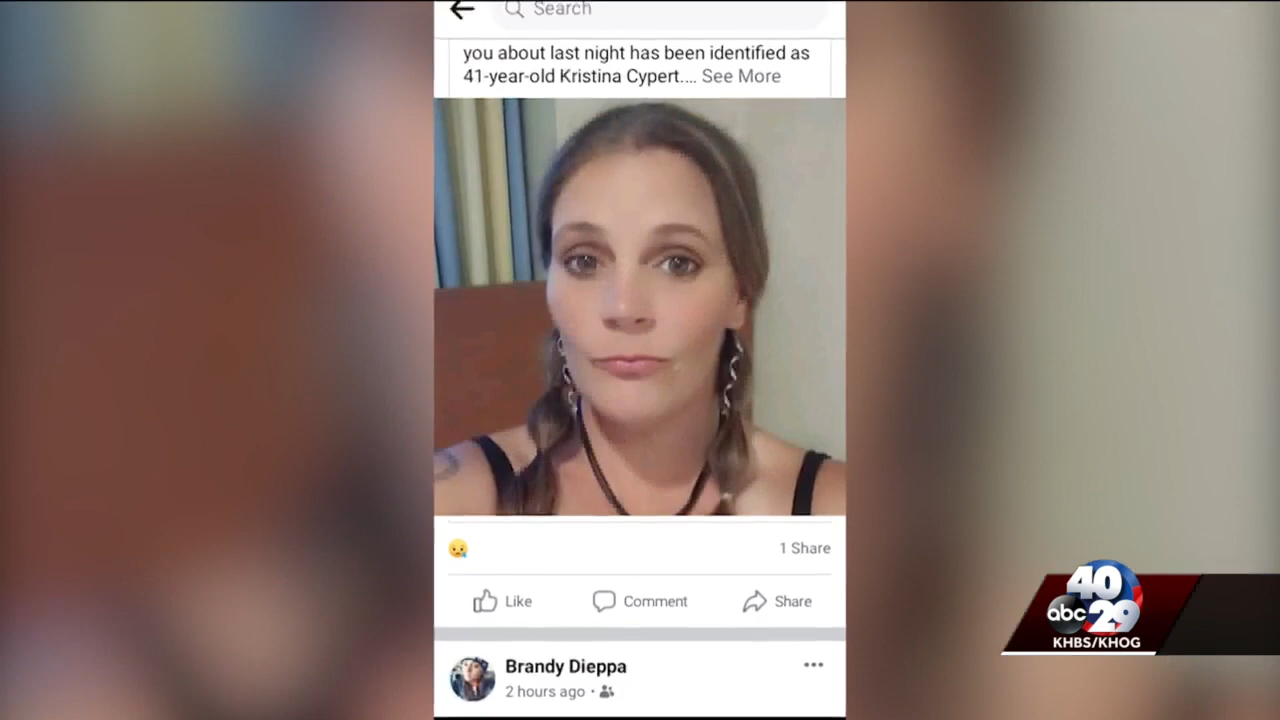 Search
you about last night has been identified as
41-year-old Kristina Cypert.... See More
1 Share
Like Comment Share
Brandy Dieppa
2 hours ago
40
abc 29
KHBS/KHOG